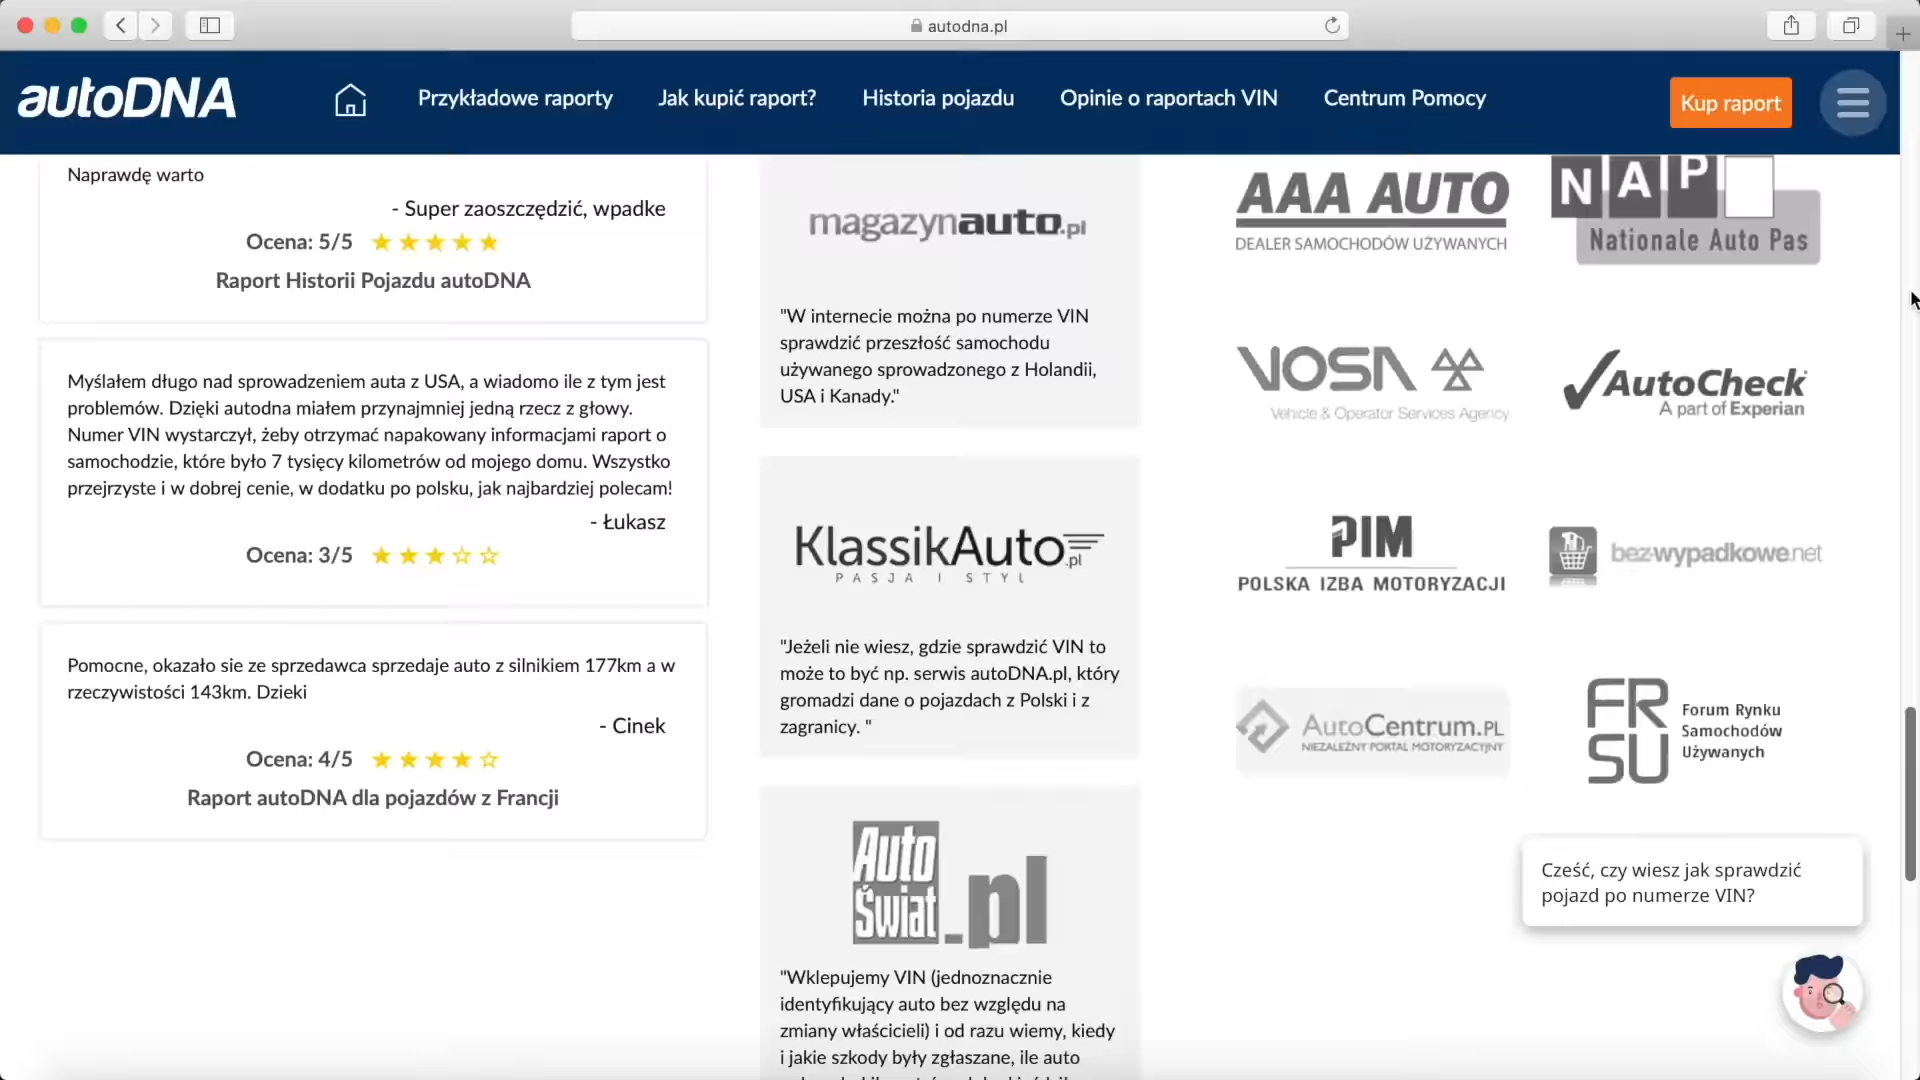 autodna.pl
autoDNA
Przykładowe raporty
Jak kupić raport?
Historia pojazdu
Opinie o raportach VIN
Centrum Pomocy
Kup raport
Naprawdę warto
- Super zaoszczędzić, wpadke
Ocena: 5/5
Raport Historii Pojazdu autoDNA
Myślałem długo nad sprowadzeniem auta z USA, a wiadomo ile z tym jest
problemów. Dzięki autodna miałem przynajmniej jedną rzecz z głowy.
Numer VIN wystarczył, żeby otrzymać napakowany informacjami raport o
samochodzie, które było 7 tysięcy kilometrów od mojego domu. Wszystko
przejrzyste i w dobrej cenie, w dodatku po polsku, jak najbardziej polecam!
- Łukasz
Ocena: 3/5
Pomocne, okazało sie ze sprzedawca sprzedaje auto z silnikiem 177km a w
rzeczywistości 143km. Dzieki
- Cinek
Ocena: 4/5
Raport autoDNA dla pojazdów z Francji
magazynauto.pl
"W internecie można po numerze VIN
sprawdzić przeszłość samochodu
używanego sprowadzonego z Holandii,
USA i Kanady."
KlassikAuto.pl
PASJA I STYL
"Jeżeli nie wiesz, gdzie sprawdzić VIN to
może to być np. serwis autoDNA.pl, który
gromadzi dane o pojazdach z Polski i z
zagranicy. "
Auto
Świat.pl
"Wklepujemy VIN (jednoznacznie
identyfikujący auto bez względu na
zmiany właścicieli) i od razu wiemy, kiedy
i jakie szkody były zgłaszane, ile auto
AAA AUTO
DEALER SAMOCHODÓW UŻYWANYCH
NAP
Nationale Auto Pas
VOSA
Vehicle & Operator Services Agency
AutoCheck
A part of Experian
PIM
POLSKA IZBA MOTORYZACJI
bez-wypadkowe.net
AutoCentrum.PL
NIEZALEŻNY PORTAL MOTORYZACYJNY
FRSU
Forum Rynku
Samochodów
Używanych
Cześć, czy wiesz jak sprawdzić
pojazd po numerze VIN?